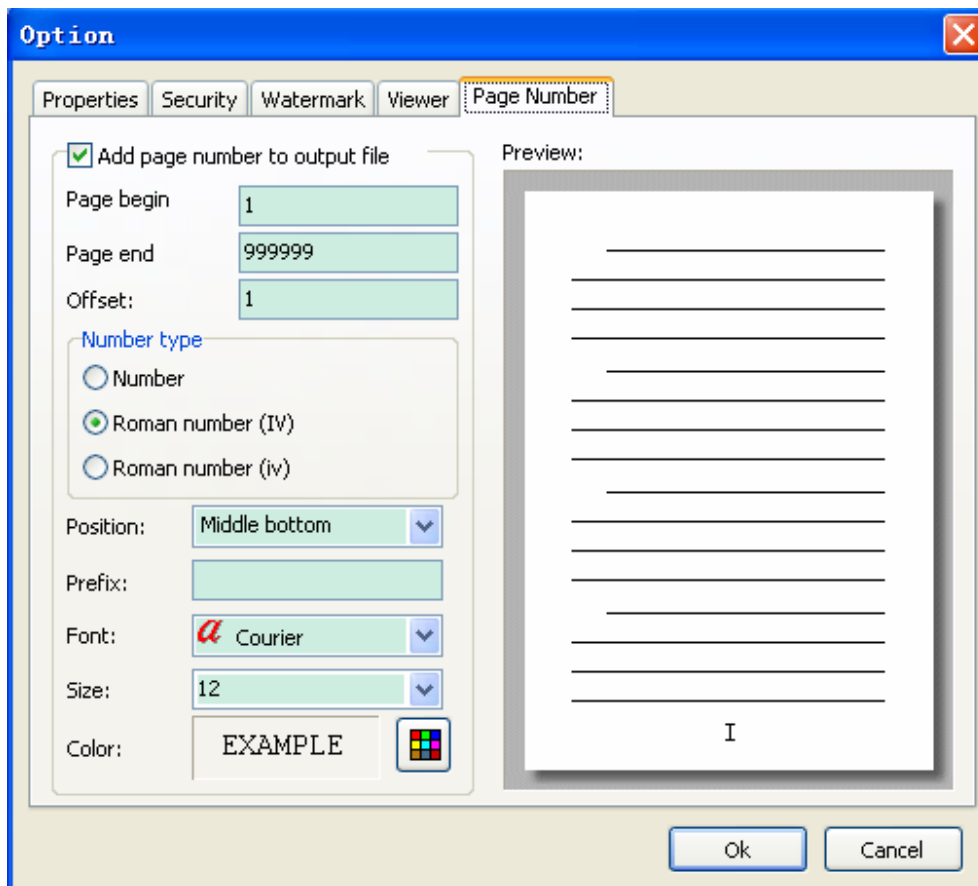 Option
Properties Security Watermark Viewer Page Number
Add page number to output file
Page begin 1
Page end 999999
Offset: 1
Number type
Number
Roman number (IV)
Roman number (iv)
Position: Middle bottom
Prefix:
Font: a Courier
Size: 12
Color: EXAMPLE
Preview:
I
Ok Cancel